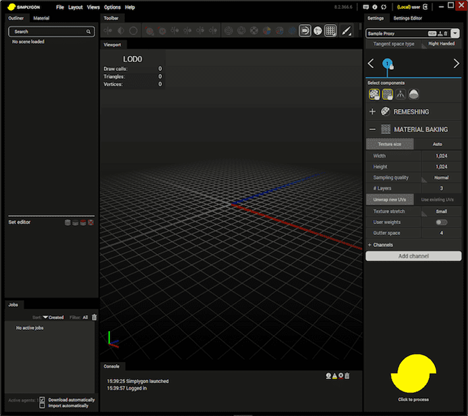 SIMPLYGON File Layout Views Options Help 8.2.366.0 (Local) user
Outliner Material
Search
No scene loaded
Set editor
Jobs
Sort: Created Filter: All
No active jobs
Active agents: 1
Download automatically
Import automatically
Toolbar
Viewport
LOD0
Draw calls: 0
Triangles: 0
Vertices: 0
Console
15:39:25 Simplygon launched
15:39:57 Logged in
Settings Settings Editor
Sample Proxy
Tangent space type Right Handed
1
Select components
REMESHING
MATERIAL BAKING
Texture size Auto
Width 1,024
Height 1,024
Sampling quality Normal
# Layers 3
Unwrap new UVs Use existing UVs
Texture stretch Small
User weights
Gutter space 4
+ Channels
Add channel
Click to process